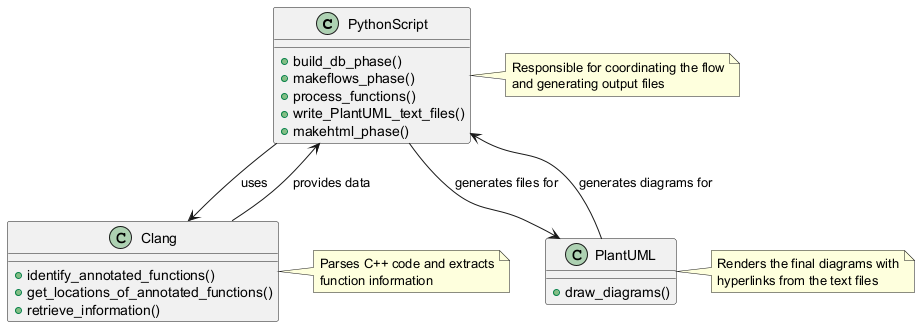 C PythonScript
build_db_phase()
makeflows_phase()
process_functions()
write_PlantUML_text_files()
makehtml_phase()
Responsible for coordinating the flow
and generating output files
uses
provides data
generates files for
generates diagrams for
C Clang
identify_annotated_functions()
get_locations_of_annotated_functions()
retrieve_information()
Parses C++ code and extracts
function information
C PlantUML
draw_diagrams()
Renders the final diagrams with
hyperlinks from the text files